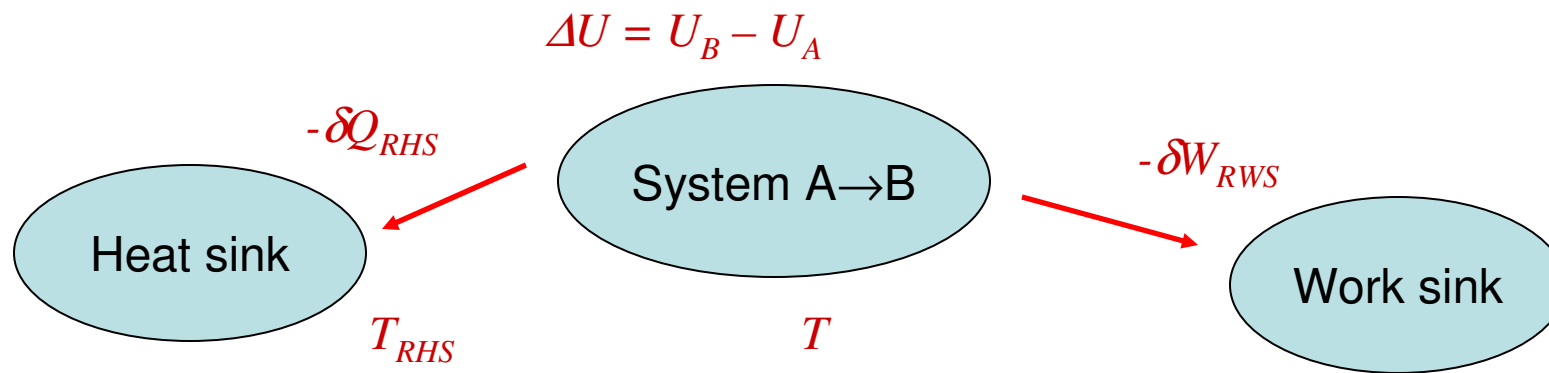 ΔU = U_B – U_A
-δQ_RHS
System A→B
-δW_RWS
Heat sink
Work sink
T_RHS
T